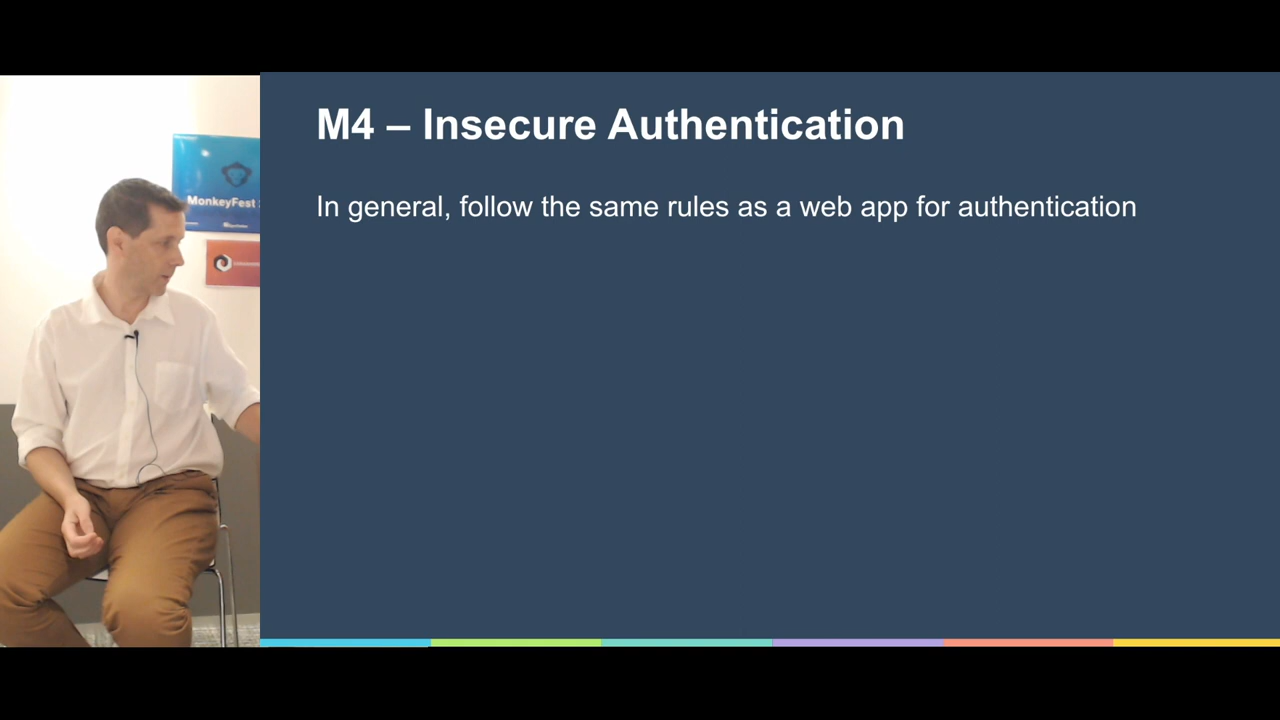 M4 – Insecure Authentication
In general, follow the same rules as a web app for authentication
MonkeyFest